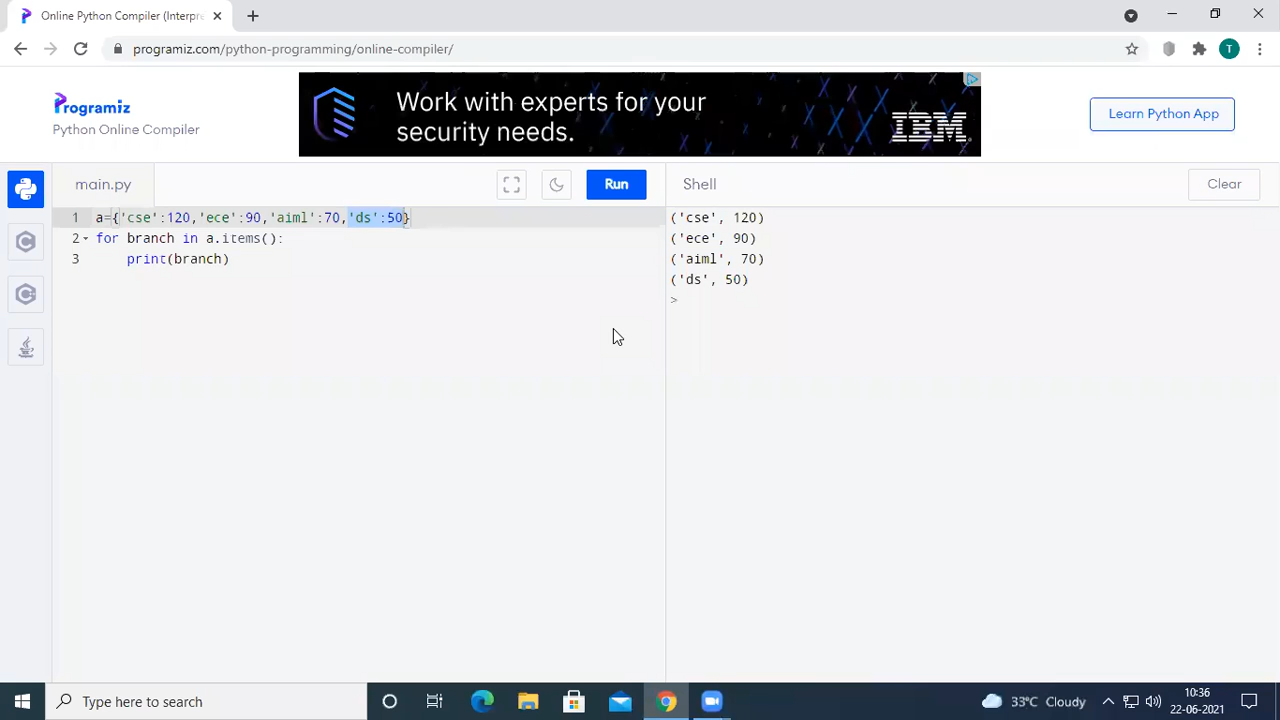 Online Python Compiler (Interpre
programiz.com/python-programming/online-compiler/
T
Programiz
Python Online Compiler
Work with experts for your
security needs.
IBM
Learn Python App
main.py
Run
Shell
Clear
1 a={'cse':120,'ece':90,'aiml':70,'ds':50}
2 for branch in a.items():
3 print(branch)
('cse', 120)
('ece', 90)
('aiml', 70)
('ds', 50)
>
Type here to search
33°C Cloudy
10:36
22-06-2021